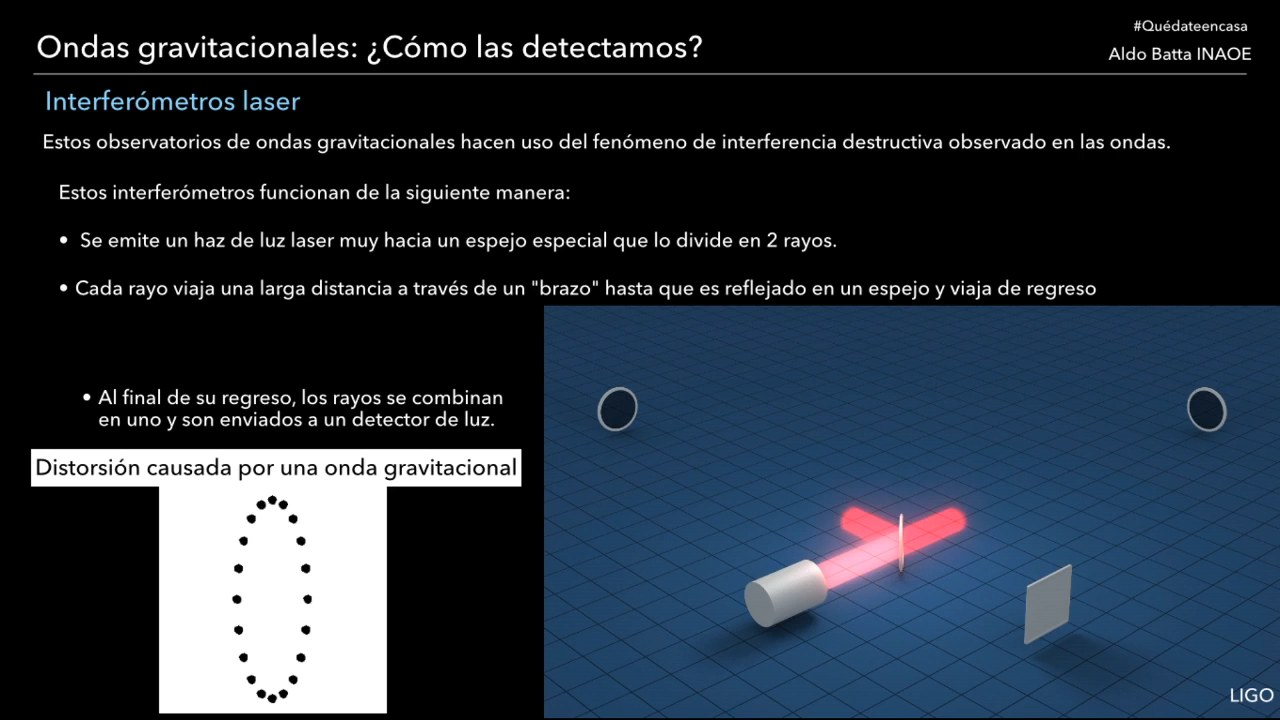 Ondas gravitacionales: ¿Cómo las detectamos?
#Quédateencasa
Aldo Batta INAOE
Interferómetros laser
Estos observatorios de ondas gravitacionales hacen uso del fenómeno de interferencia destructiva observado en las ondas.
Estos interferómetros funcionan de la siguiente manera:
• Se emite un haz de luz laser muy hacia un espejo especial que lo divide en 2 rayos.
• Cada rayo viaja una larga distancia a través de un "brazo" hasta que es reflejado en un espejo y viaja de regreso
• Al final de su regreso, los rayos se combinan
en uno y son enviados a un detector de luz.
Distorsión causada por una onda gravitacional
LIGO